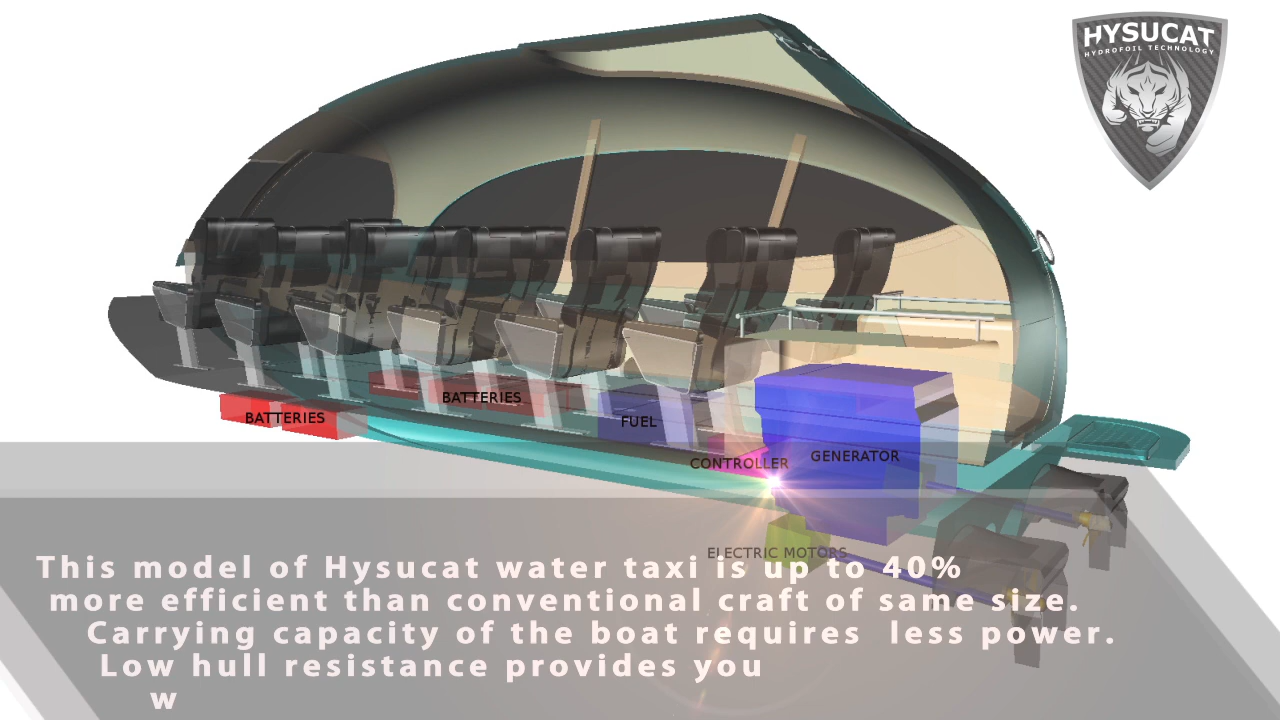 HYSUCAT
HYDROFOIL TECHNOLOGY
BATTERIES
BATTERIES
FUEL
CONTROLLER
GENERATOR
ELECTRIC MOTORS
This model of Hysucat water taxi is up to 40%
more efficient than conventional craft of same size.
Carrying capacity of the boat requires less power.
Low hull resistance provides you
w